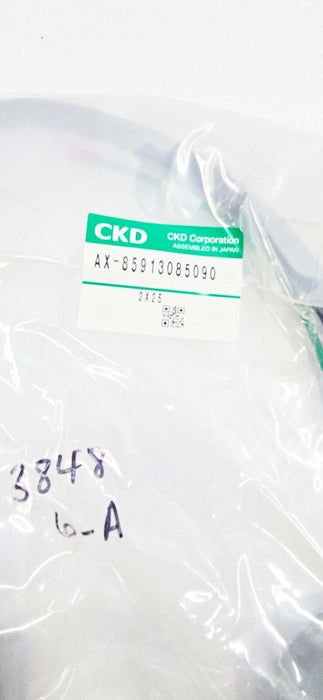 CKD
CKD Corporation
ASSEMBLED IN JAPAN
AX-85913085090
2X25
3848
6-A